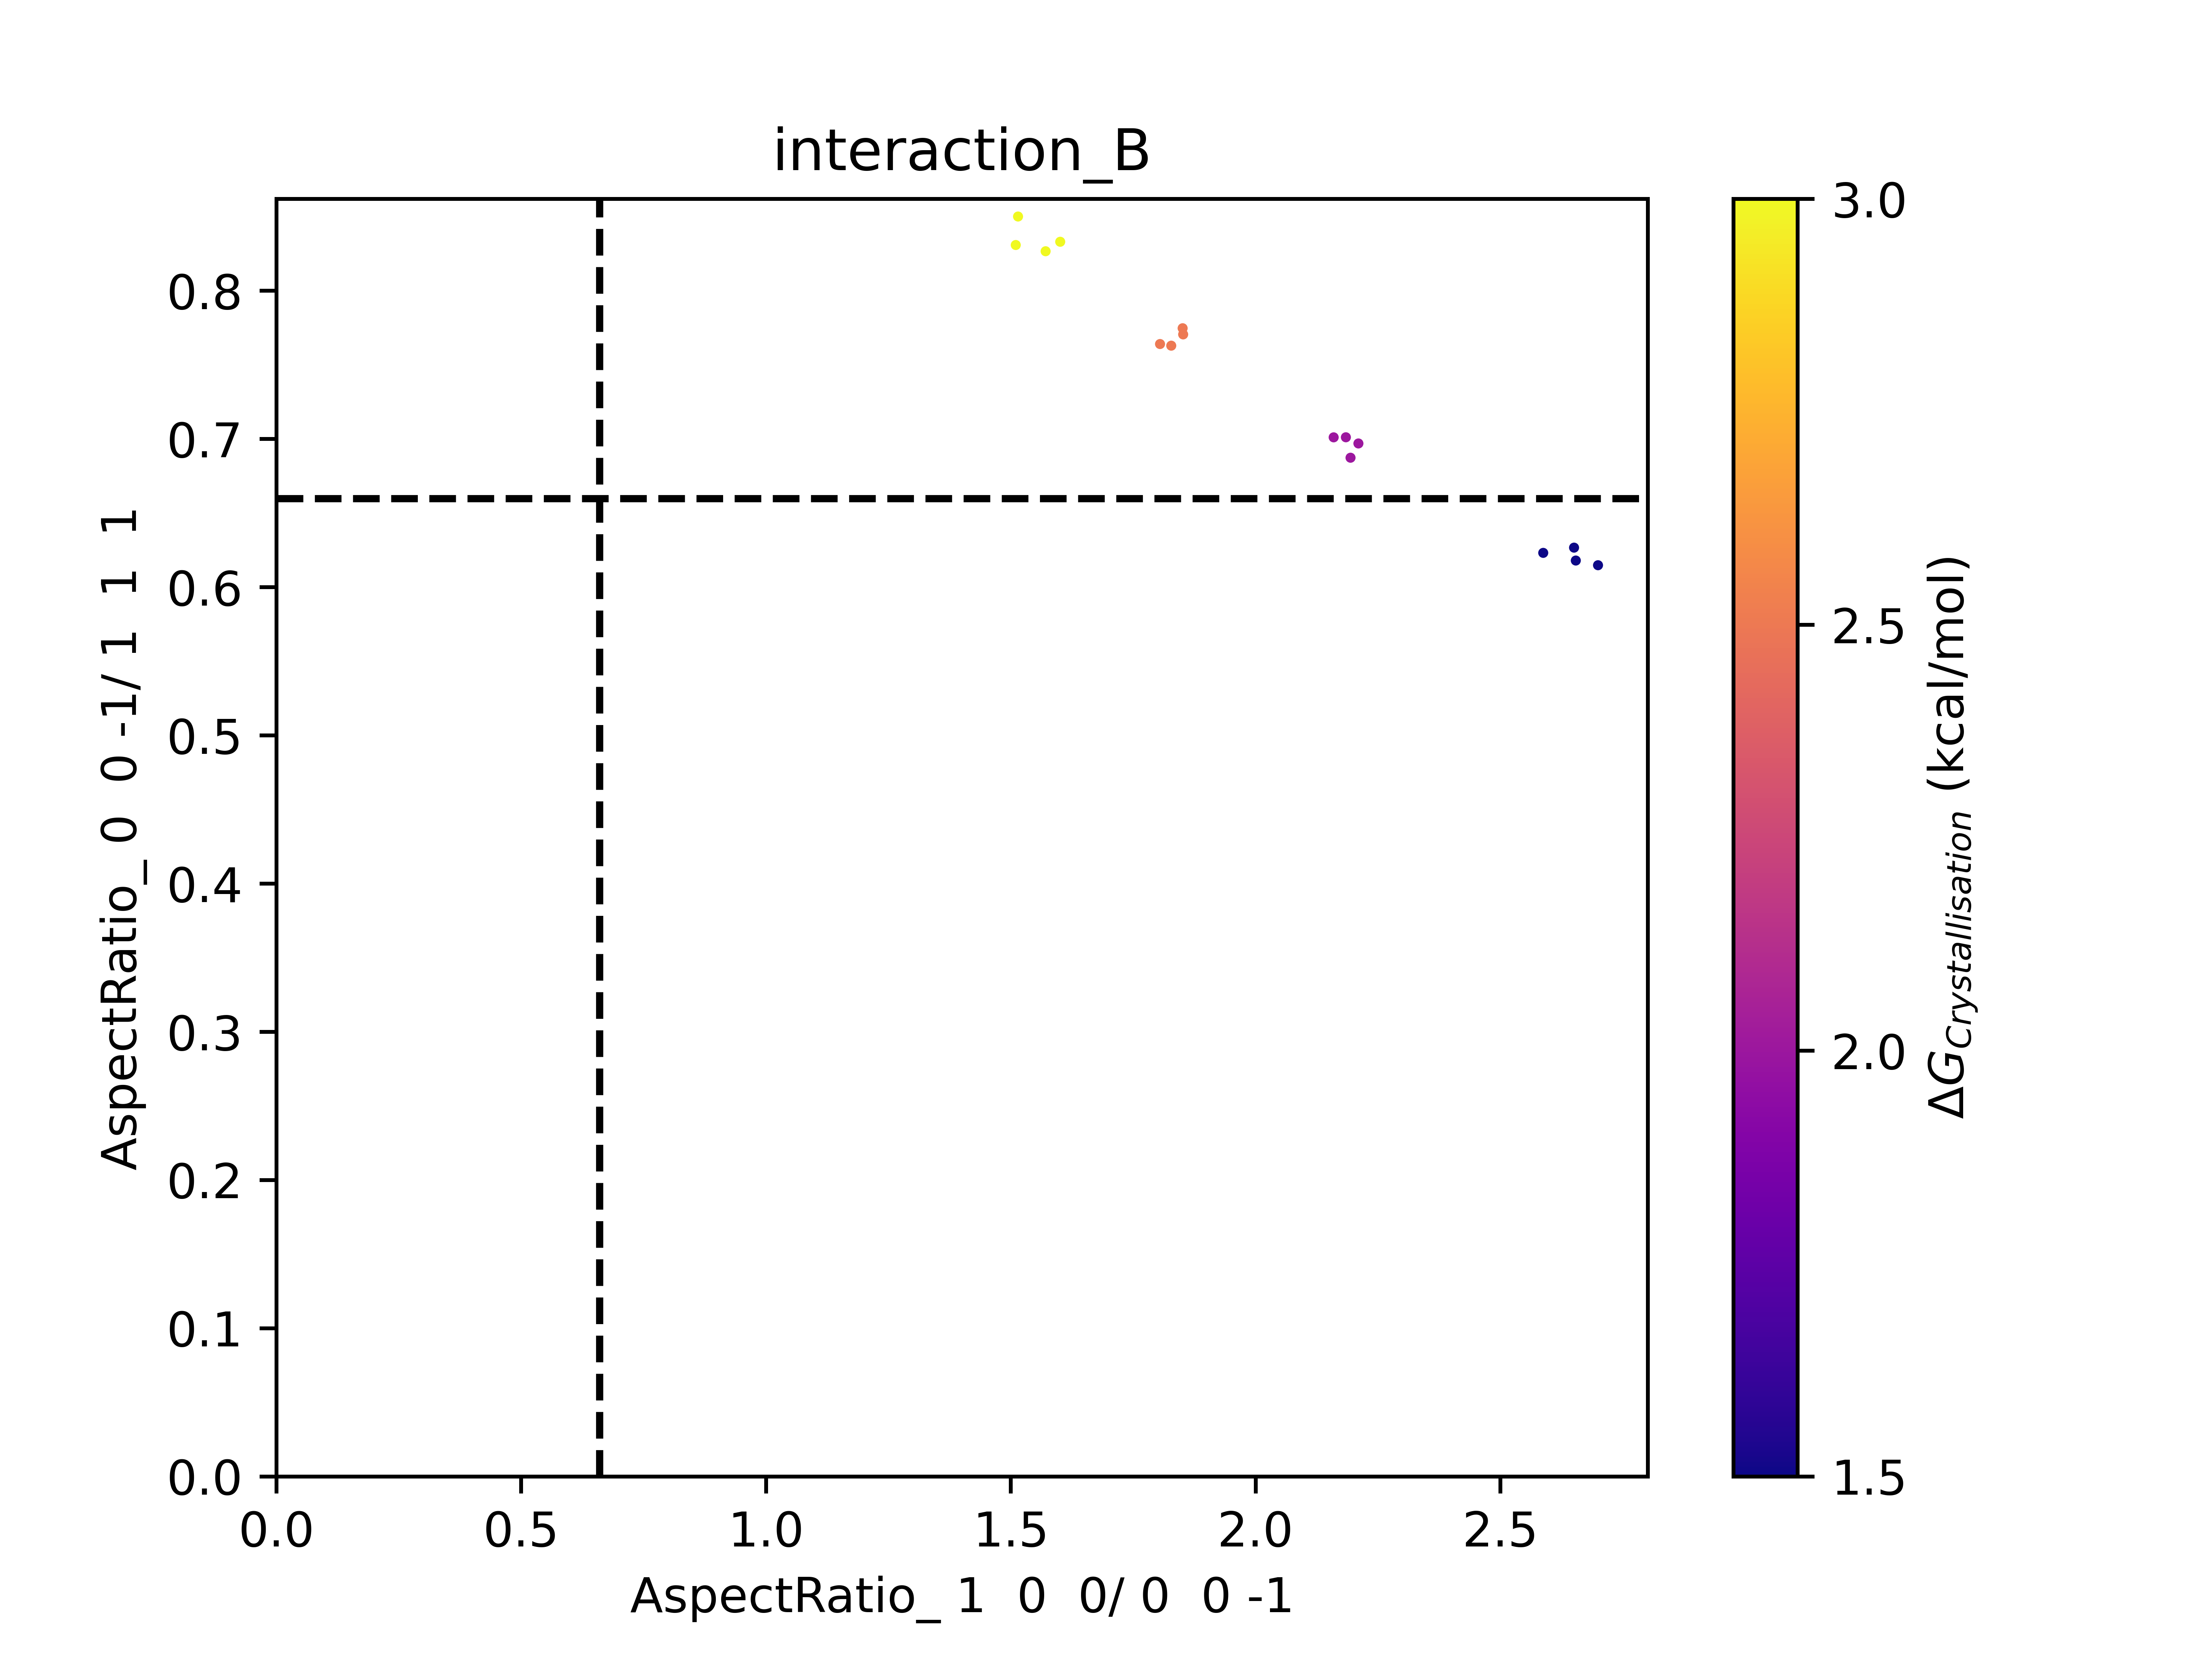 interaction_B
0.8
0.7
0.6
0.5
0.4
0.3
0.2
0.1
0.0
AspectRatio_ 0  0 -1/ 1  1  1
0.0 0.5 1.0 1.5 2.0 2.5
AspectRatio_ 1  0  0/ 0  0 -1
3.0
2.5
2.0
1.5
ΔG_Crystallisation (kcal/mol)